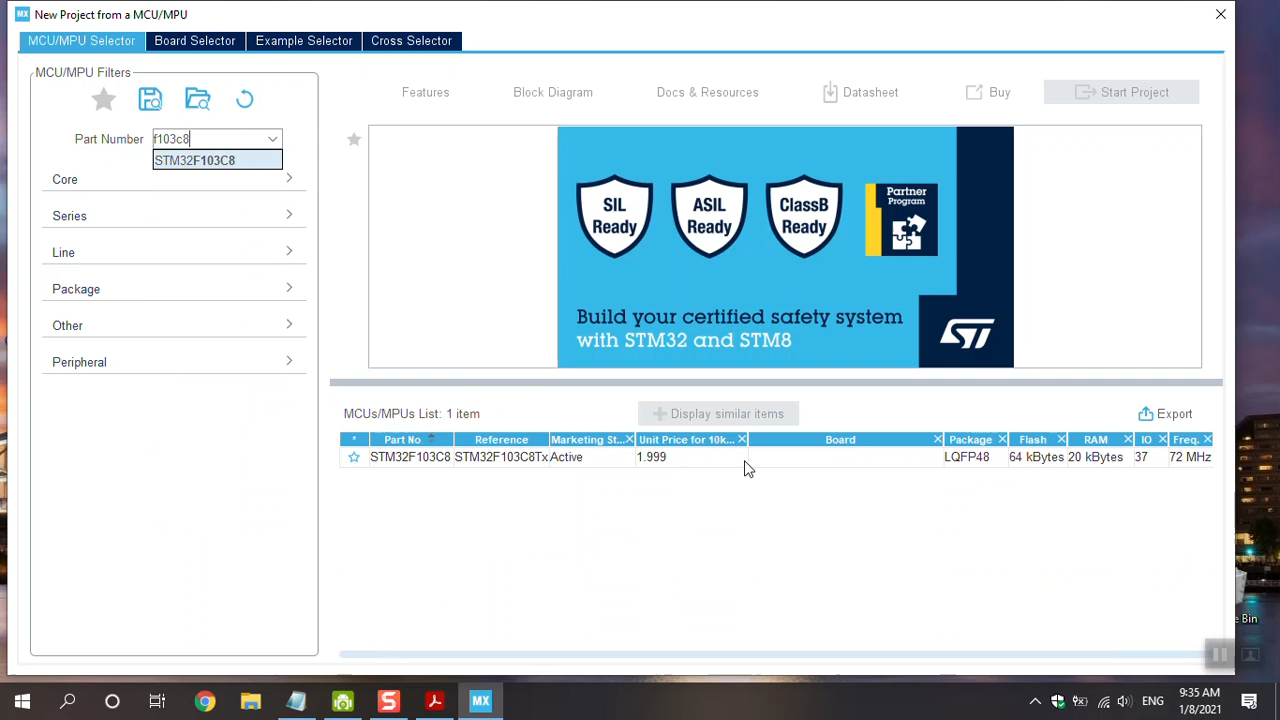 MX New Project from a MCU/MPU
MCU/MPU Selector Board Selector Example Selector Cross Selector
MCU/MPU Filters
Part Number f103c8
STM32F103C8
Core
Series
Line
Package
Other
Peripheral
Features Block Diagram Docs & Resources Datasheet Buy Start Project
SIL Ready
ASIL Ready
ClassB Ready
Partner Program
Build your certified safety system
with STM32 and STM8
ST
MCUs/MPUs List: 1 item Display similar items Export
* Part No Reference Marketing St... Unit Price for 10k... Board Package Flash RAM IO Freq.
STM32F103C8 STM32F103C8Tx Active 1.999 LQFP48 64 kBytes 20 kBytes 37 72 MHz
e Bin
S MX ENG 9:35 AM
1/8/2021